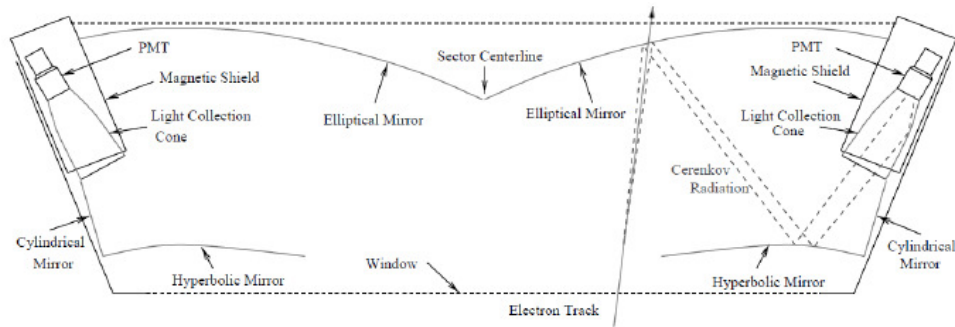 PMT
Magnetic Shield
Light Collection
Cone
Sector Centerline
Elliptical Mirror
Elliptical Mirror
PMT
Magnetic Shield
Light Collection
Cone
Cerenkov
Radiation
Cylindrical
Mirror
Hyperbolic Mirror
Window
Electron Track
Hyperbolic Mirror
Cylindrical
Mirror